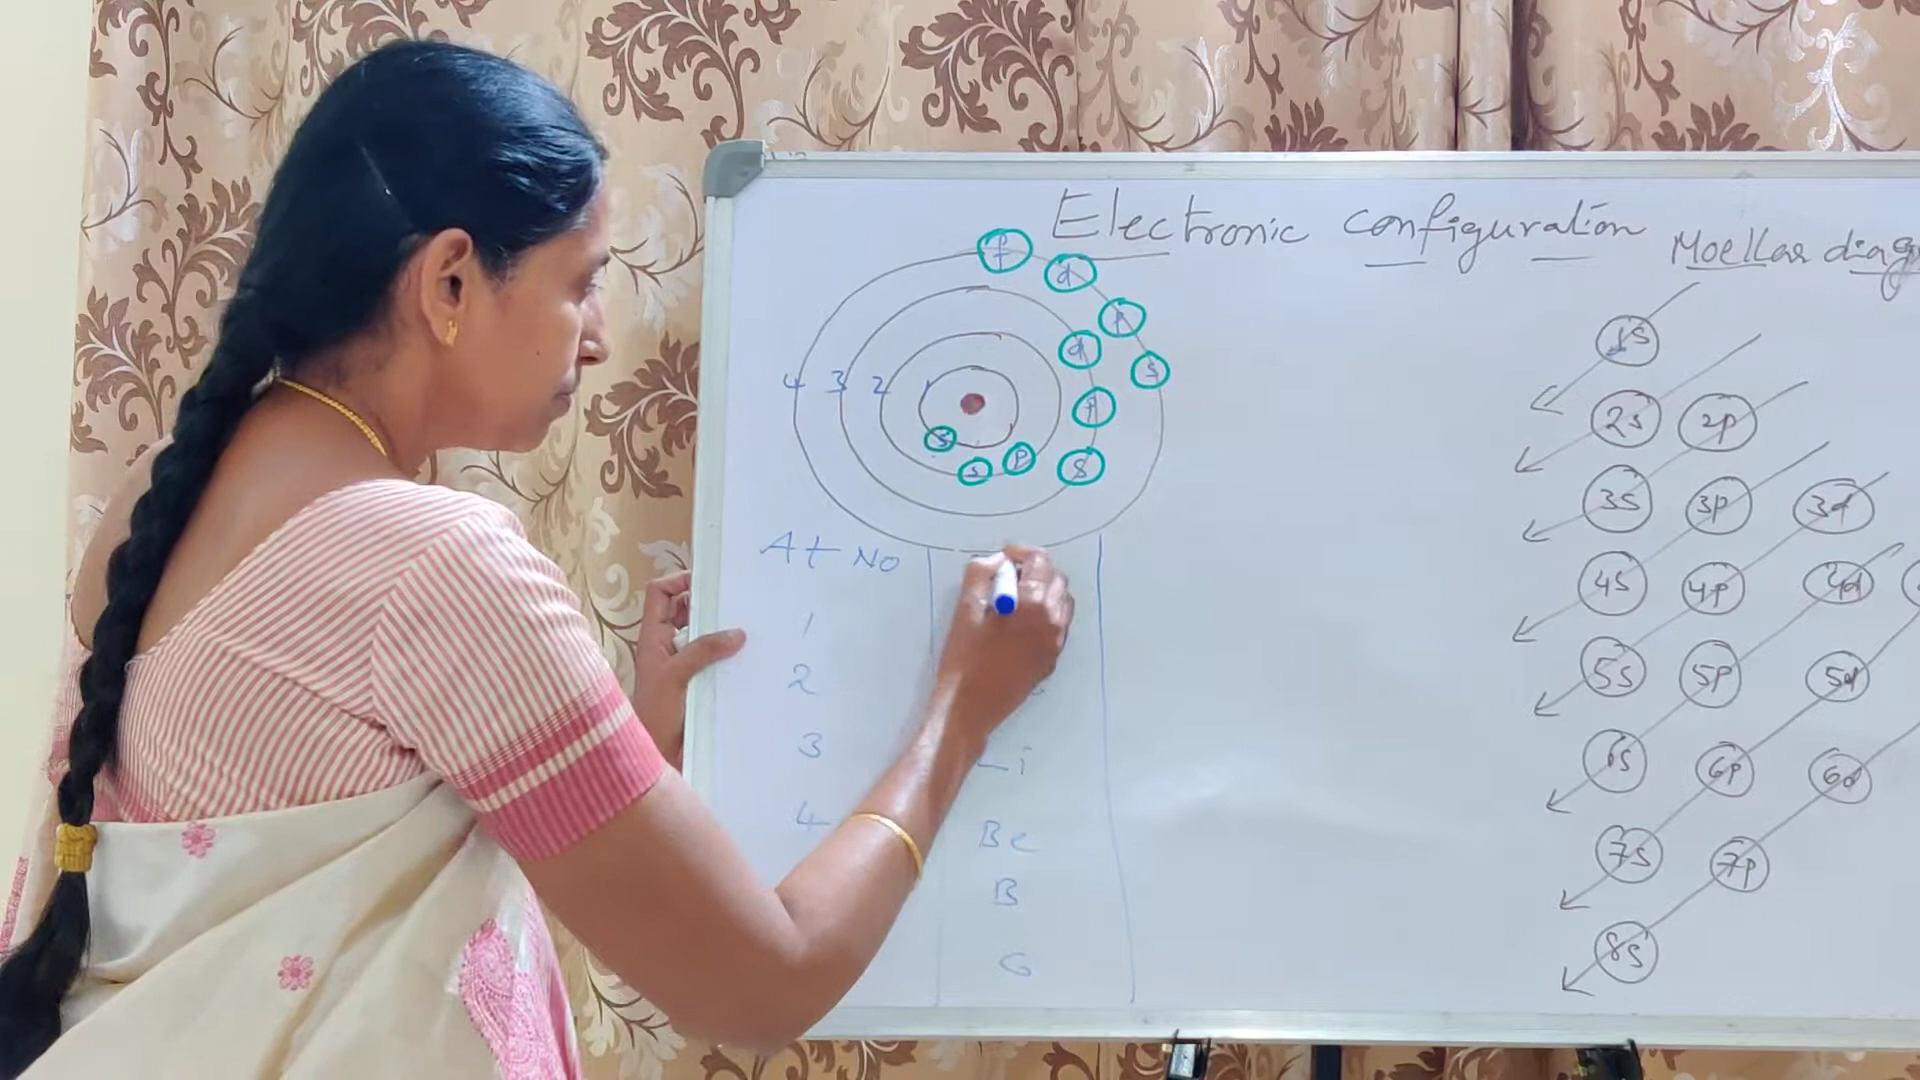 Electronic configuration
Moellar diag
f
d
p
s
d
p
s
s
p
s
4 3 2 1
At No
1
2
3 Li
4 Be
B
C
1s
2s 2p
3s 3p 3d
4s 4p 4d
5s 5p 5d
6s 6p 6d
7s 7p
8s